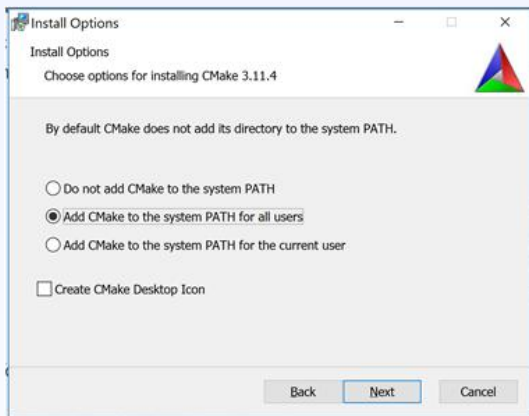 Install Options
Install Options
Choose options for installing CMake 3.11.4
By default CMake does not add its directory to the system PATH.
Do not add CMake to the system PATH
Add CMake to the system PATH for all users
Add CMake to the system PATH for the current user
Create CMake Desktop Icon
Back Next Cancel